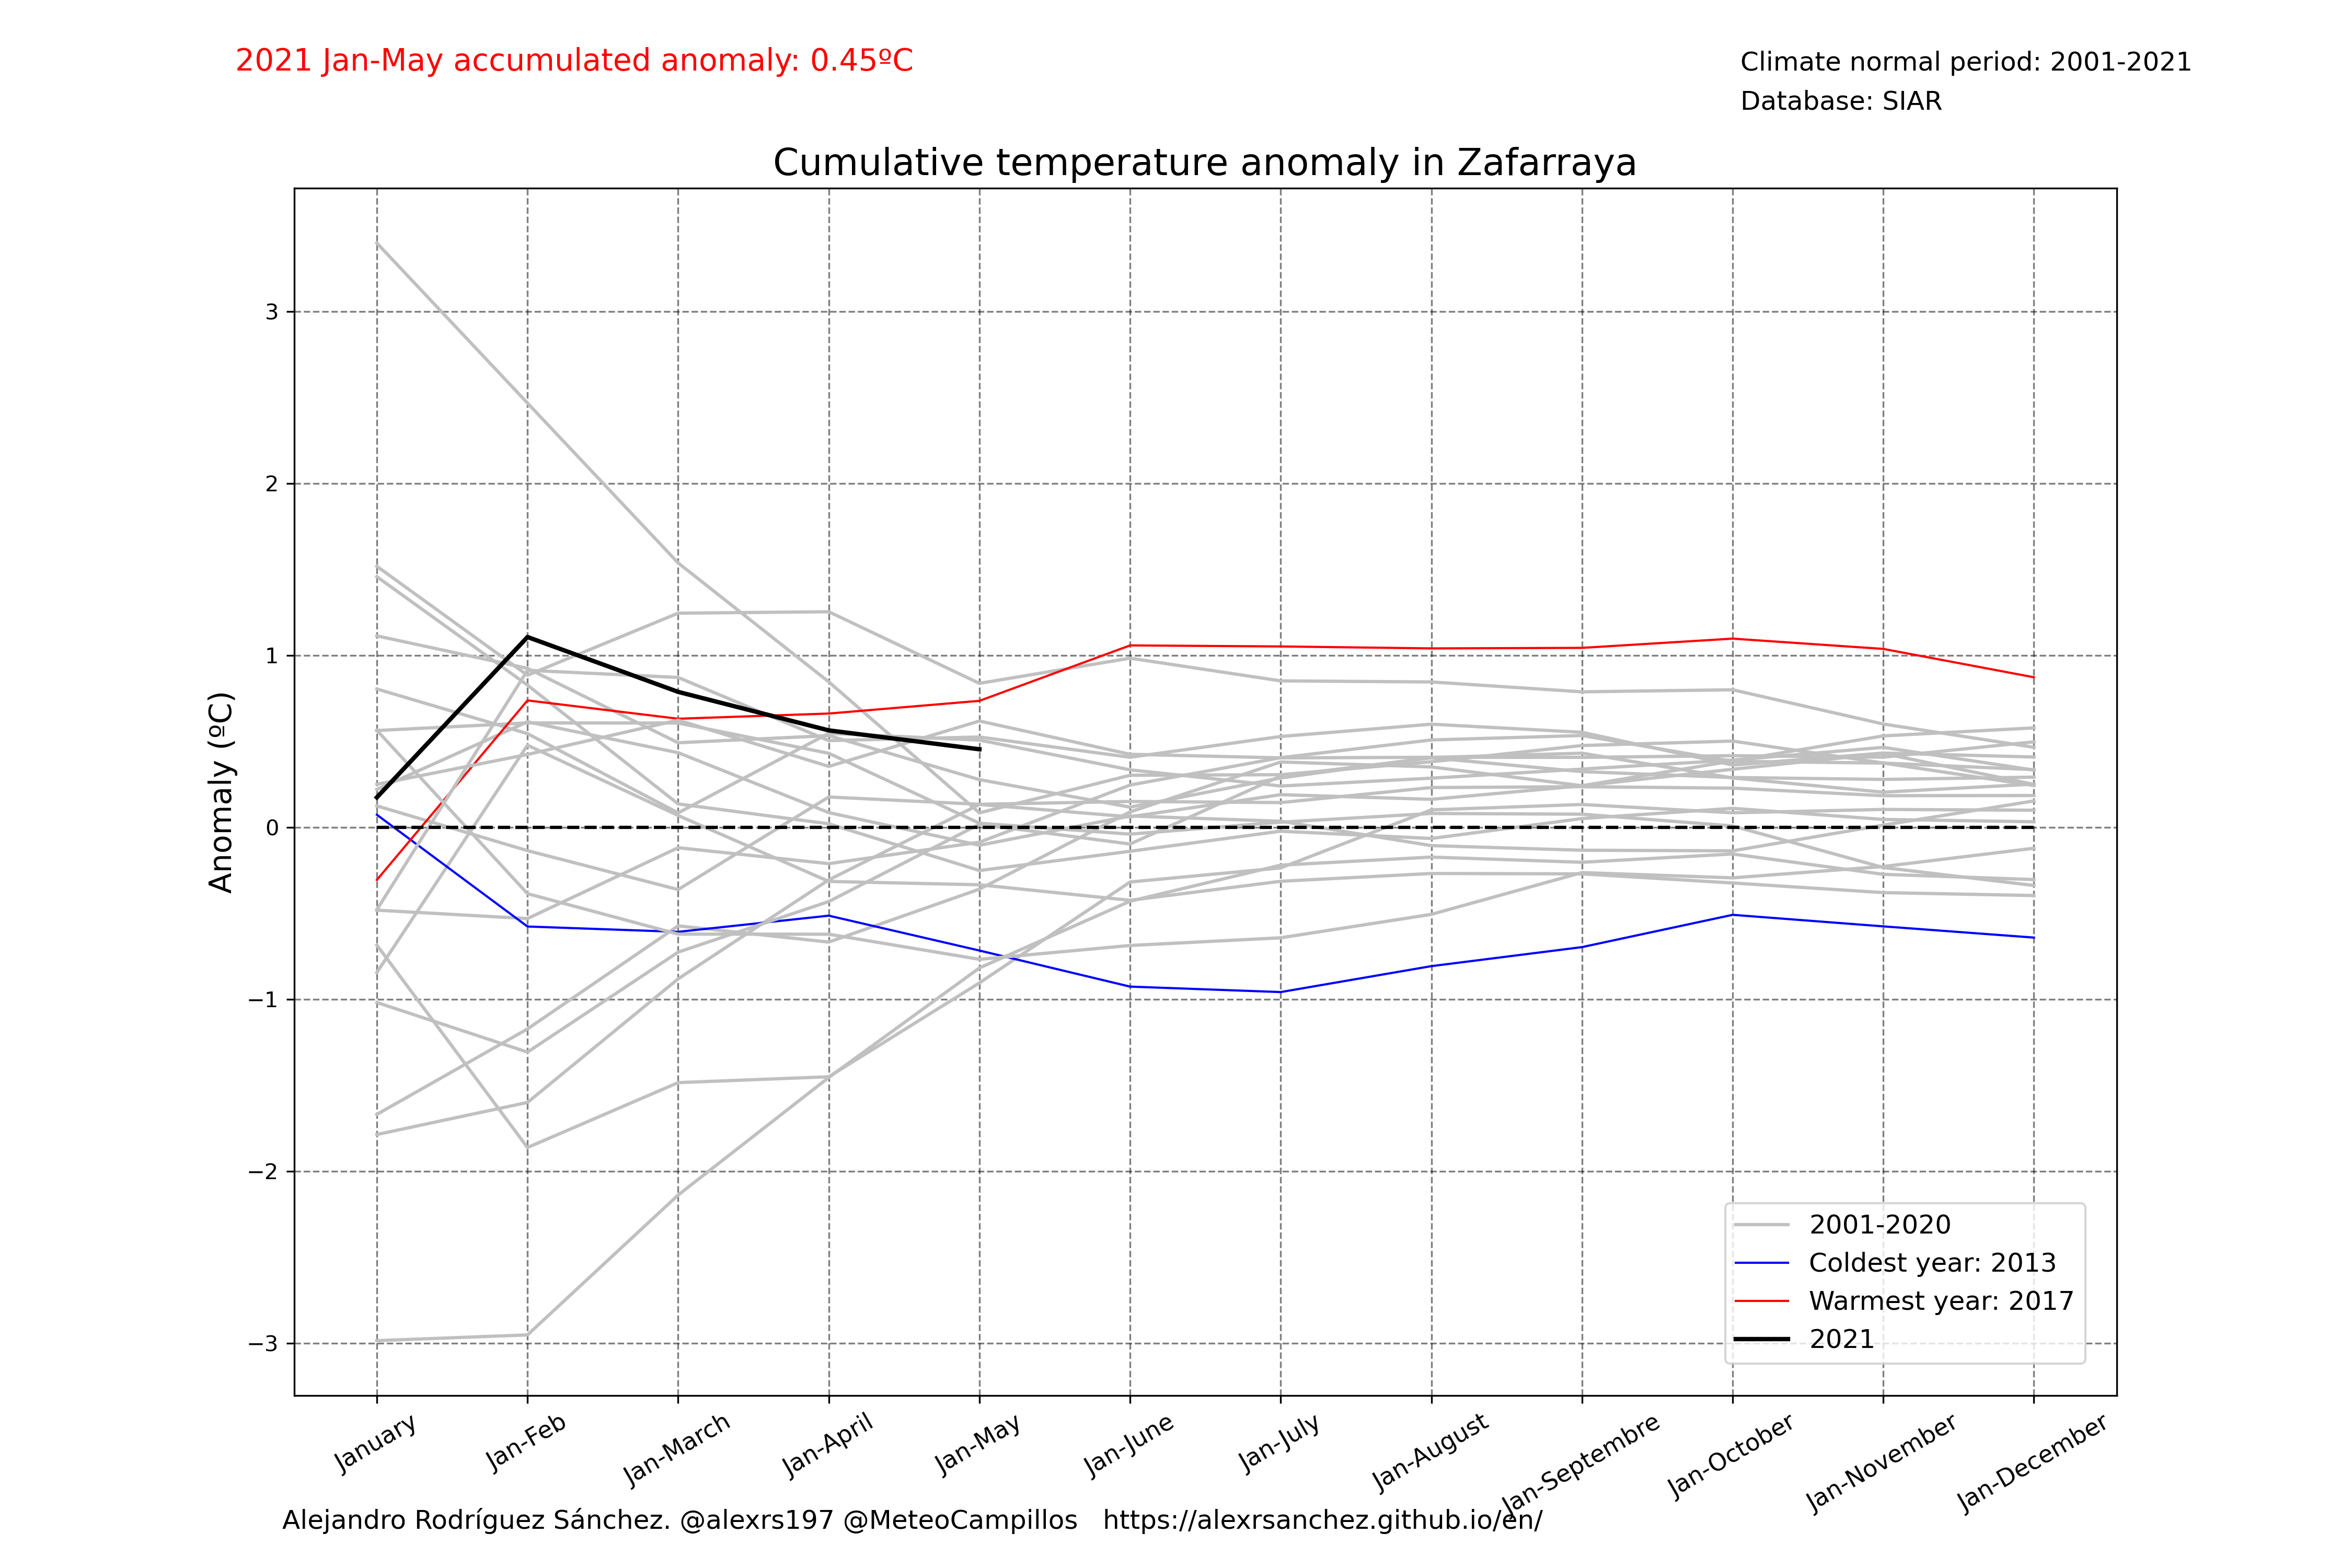 2021 Jan-May accumulated anomaly: 0.45ºC
Climate normal period: 2001-2021
Database: SIAR
Cumulative temperature anomaly in Zafarraya
Anomaly (ºC)
3
2
1
0
−1
−2
−3
2001-2020
Coldest year: 2013
Warmest year: 2017
2021
January
Jan-Feb
Jan-March
Jan-April
Jan-May
Jan-June
Jan-July
Jan-August
Jan-Septembre
Jan-October
Jan-November
Jan-December
Alejandro Rodríguez Sánchez. @alexrs197 @MeteoCampillos https://alexrsanchez.github.io/en/